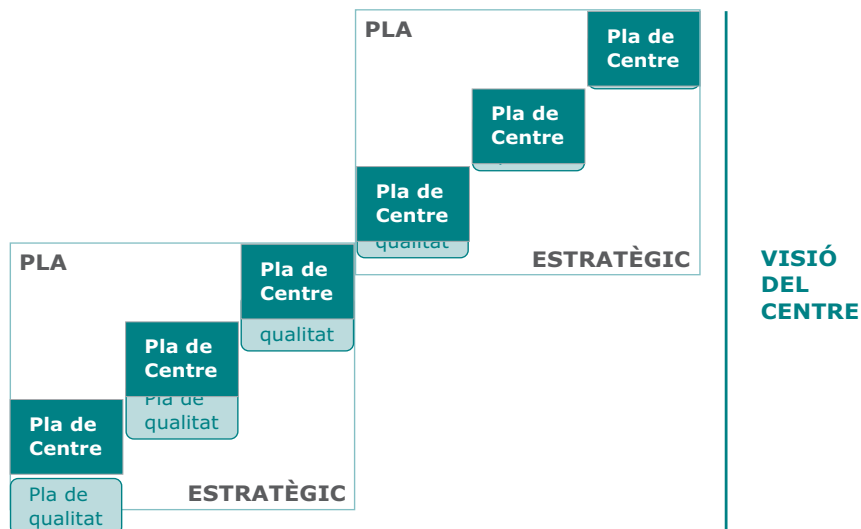 PLA
Pla de
Centre
Pla de
Centre
Pla de
Centre
qualitat
ESTRATÈGIC
PLA
Pla de
Centre
qualitat
Pla de
Centre
Pla de
qualitat
Pla de
Centre
ESTRATÈGIC
Pla de
qualitat
VISIÓ
DEL
CENTRE